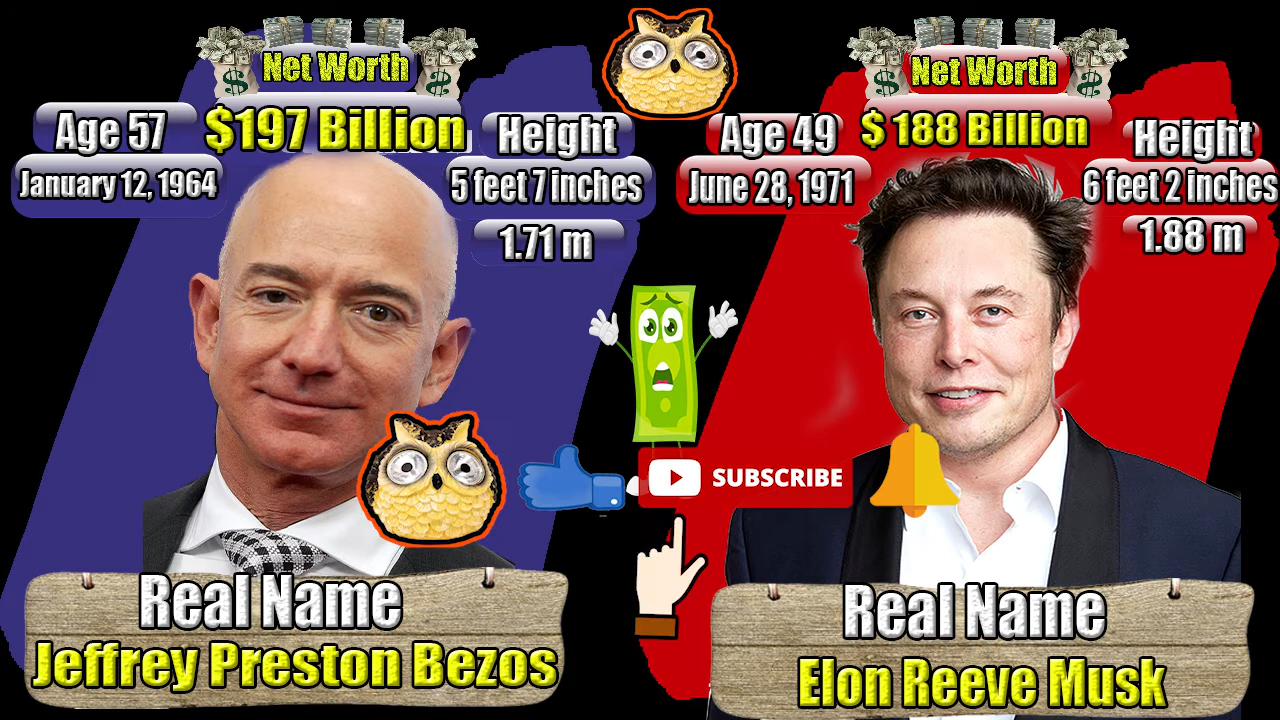 Net Worth
$197 Billion
Age 57
January 12, 1964
Height
5 feet 7 inches
1.71 m
Real Name
Jeffrey Preston Bezos
SUBSCRIBE
Net Worth
$ 188 Billion
Age 49
June 28, 1971
Height
6 feet 2 inches
1.88 m
Real Name
Elon Reeve Musk